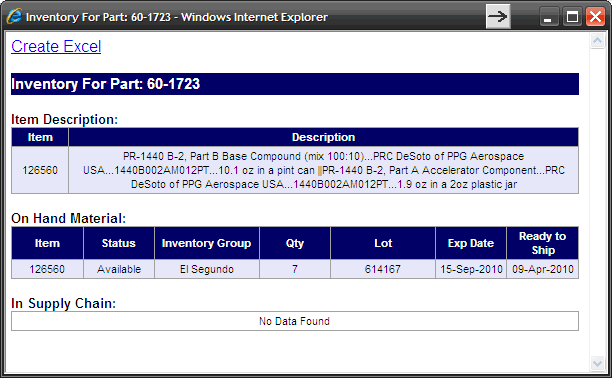 Inventory For Part: 60-1723 - Windows Internet Explorer
Create Excel
Inventory For Part: 60-1723
Item Description:
Item Description
126560 PR-1440 B-2, Part B Base Compound (mix 100:10)...PRC DeSoto of PPG Aerospace
USA...1440B002AM012PT...10.1 oz in a pint can ||PR-1440 B-2, Part A Accelerator Component...PRC
DeSoto of PPG Aerospace USA...1440B002AM012PT...1.9 oz in a 2oz plastic jar
On Hand Material:
Item Status Inventory Group Qty Lot Exp Date Ready to
Ship
126560 Available El Segundo 7 614167 15-Sep-2010 09-Apr-2010
In Supply Chain:
No Data Found